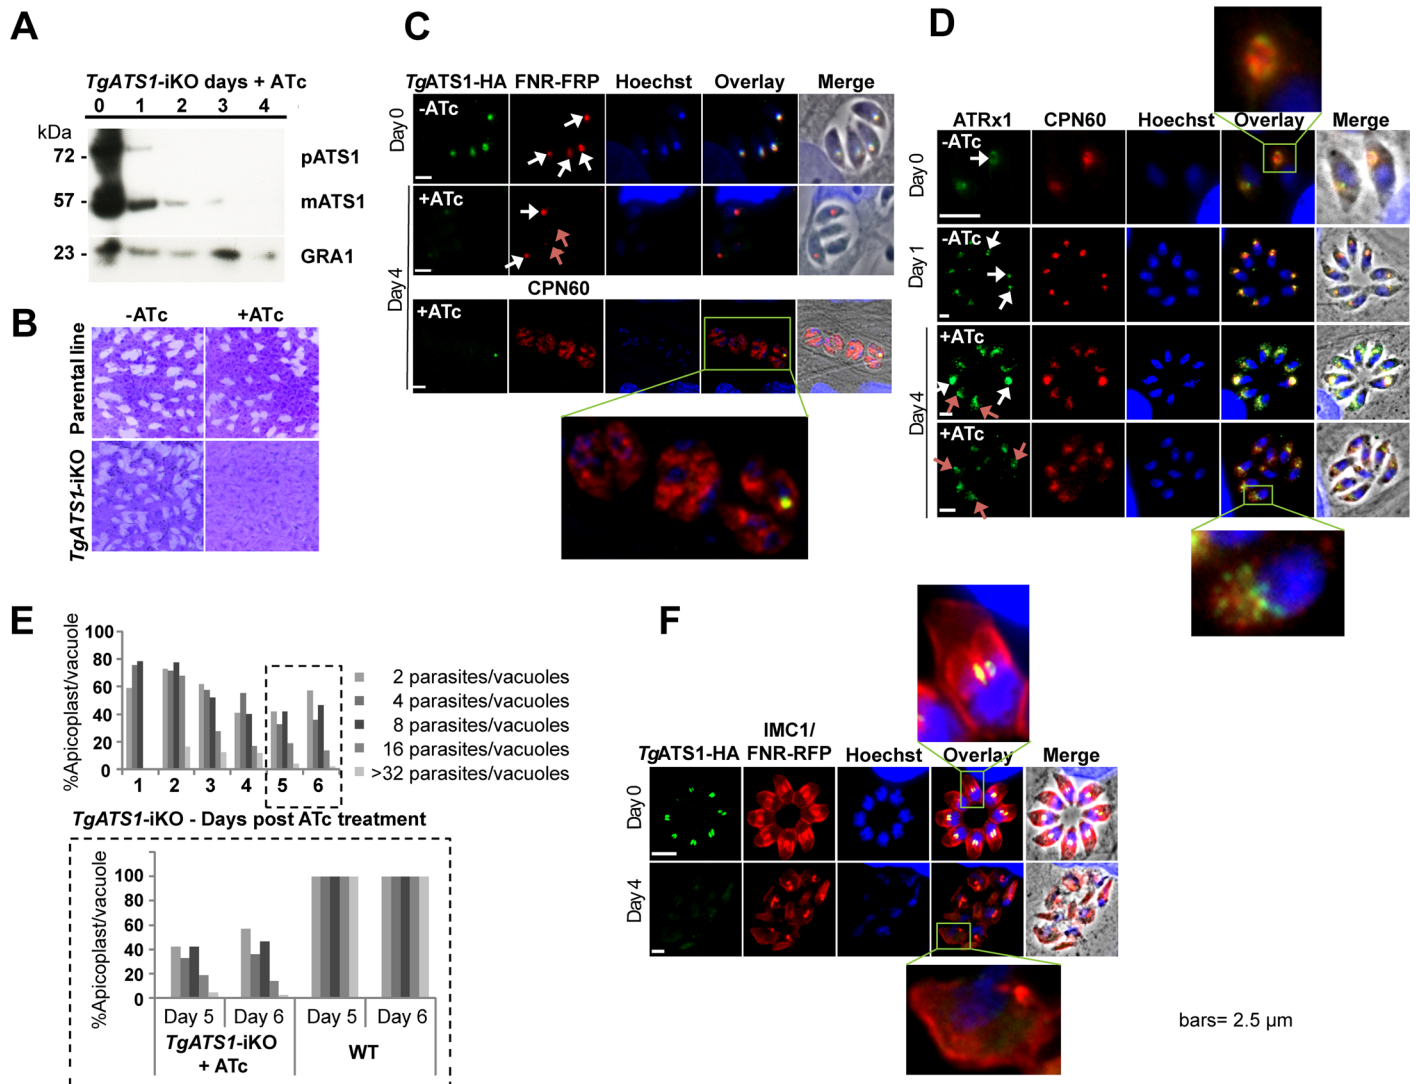 A
TgATS1-iKO days + ATc
0 1 2 3 4
kDa
72 -
57 -
23 -
pATS1
mATS1
GRA1
B
-ATc +ATc
Parental line
TgATS1-iKO
C
TgATS1-HA FNR-FRP Hoechst Overlay Merge
Day 0
-ATc
Day 4
+ATc
CPN60
+ATc
D
ATRx1 CPN60 Hoechst Overlay Merge
Day 0
-ATc
Day 1
-ATc
Day 4
+ATc
+ATc
E
%Apicoplast/vacuole
100
80
60
40
20
0
1 2 3 4 5 6
2 parasites/vacuoles
4 parasites/vacuoles
8 parasites/vacuoles
16 parasites/vacuoles
>32 parasites/vacuoles
TgATS1-iKO - Days post ATc treatment
%Apicoplast/vacuole
100
80
60
40
20
0
Day 5 Day 6 Day 5 Day 6
TgATS1-iKO
+ ATc
WT
F
IMC1/
TgATS1-HA FNR-RFP Hoechst Overlay Merge
Day 0
Day 4
bars= 2.5 µm